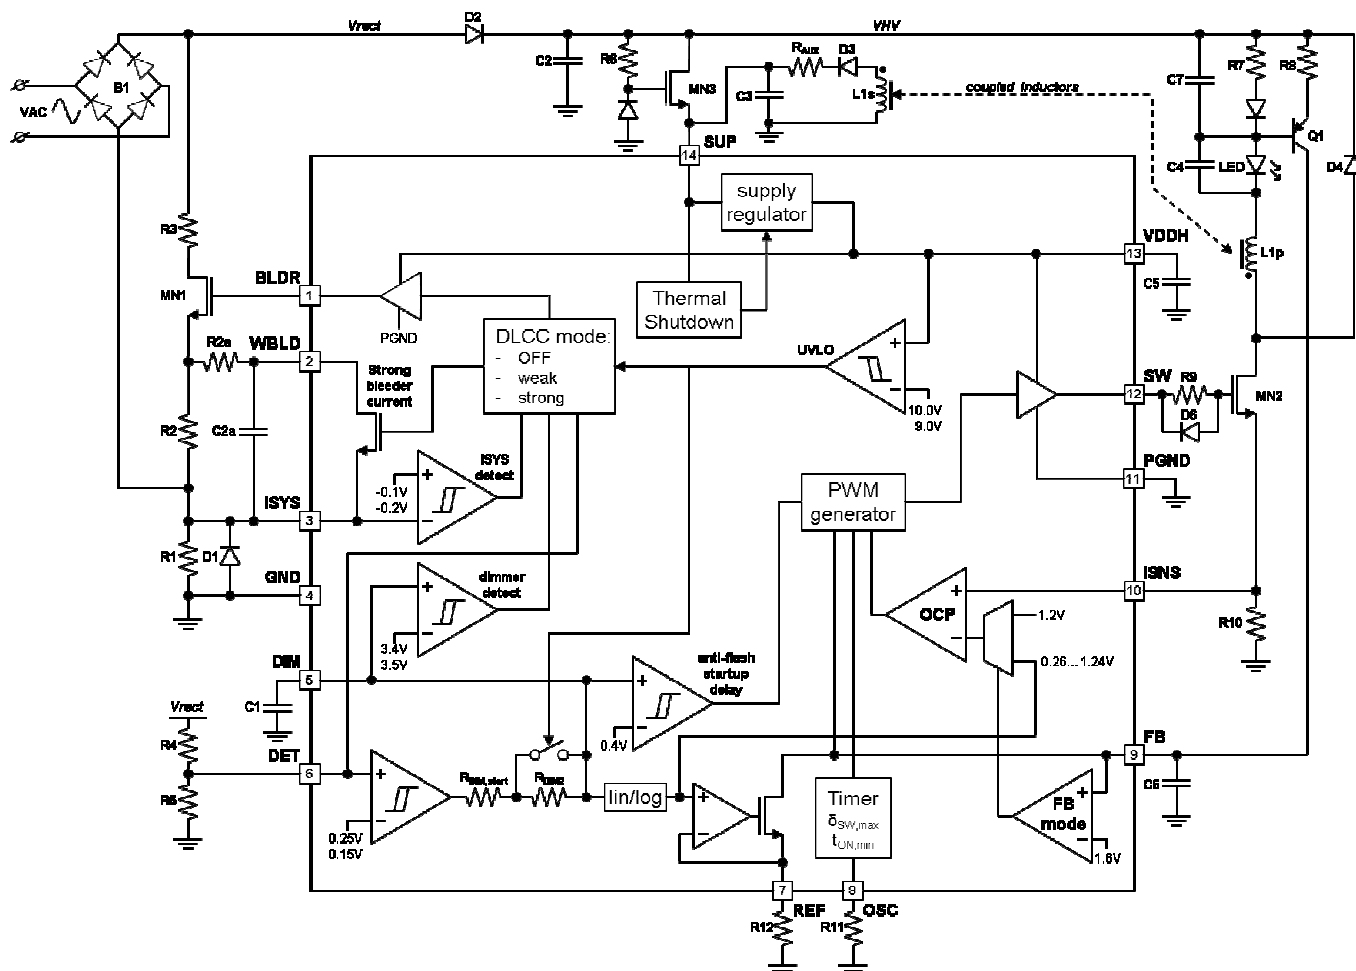 Vrect
D2
VHV
B1
VAC
C2
R6
MN3
C3
RAUX
D3
L1s
coupled inductors
C7
R7
R8
Q1
C4
LED
D4
L1p
SUP
14
supply
regulator
Thermal
Shutdown
VDDH
13
C5
R3
MN1
BLDR
1
PGND
DLCC mode:
- OFF
- weak
- strong
UVLO
10.0V
9.0V
WBLD
2
R2a
Strong
bleeder
current
R2
C2a
SW
12
R9
D6
MN2
PGND
11
ISYS
detect
-0.1V
-0.2V
PWM
generator
ISYS
3
R1
D1
GND
4
dimmer
detect
3.4V
3.5V
OCP
1.2V
0.26...1.24V
ISNS
10
R10
DIM
5
C1
anti-flash
startup
delay
0.4V
Vrect
R4
R5
DET
6
0.25V
0.15V
RDIM,start
RDIM2
lin/log
Timer
δSW,max
tON,min
FB
mode
1.6V
FB
9
C6
7
REF
R12
8
OSC
R11